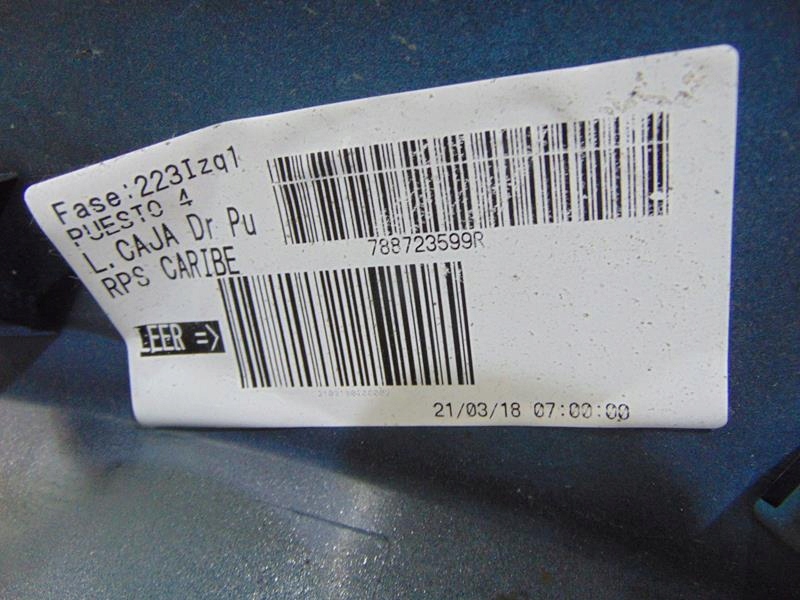 Fase:223Izq1
PUESTO 4
L.CAJA Dr Pu
RPS CARIBE
788723599R
LEER =>
21/03/18 07:00:00